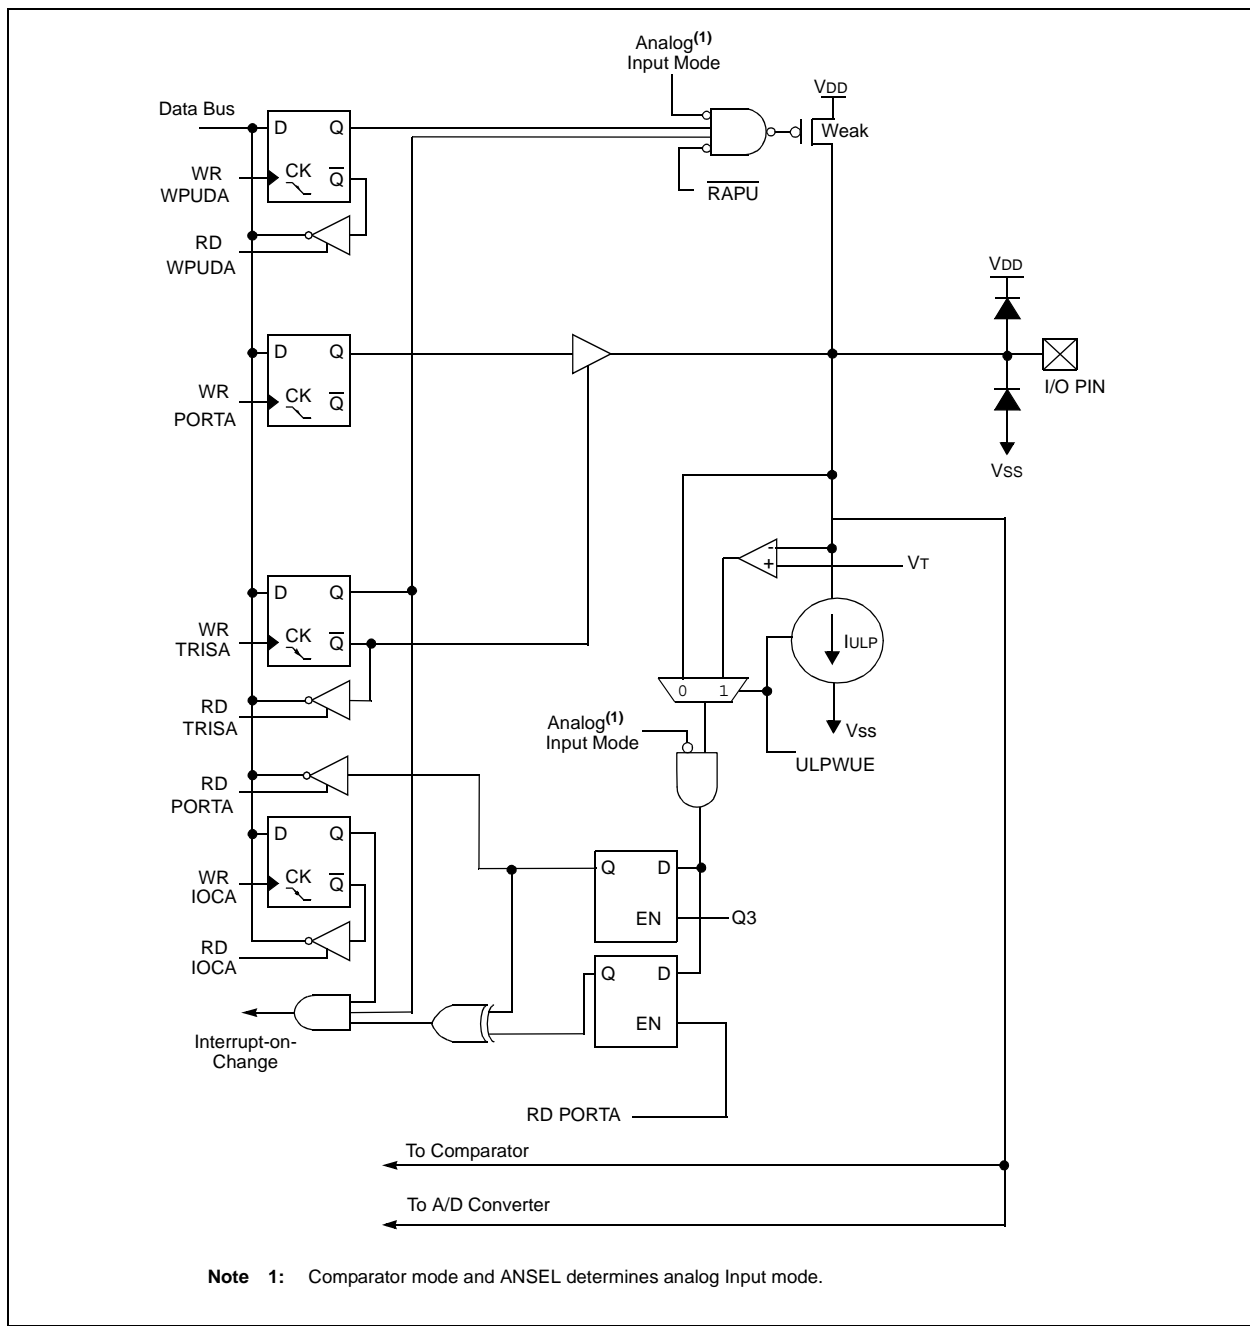 Analog(1)
Input Mode
VDD
Data Bus
D Q
Weak
WR
WPUDA
CK Q
RAPU
RD
WPUDA
VDD
D Q
WR
PORTA
CK Q
I/O PIN
VSS
- 
+
VT
D Q
WR
TRISA
CK Q
IULP
0 1
RD
TRISA
Analog(1)
Input Mode
Vss
ULPWUE
RD
PORTA
D Q
WR
IOCA
CK Q
Q D
EN
Q3
RD
IOCA
Q D
EN
Interrupt-on-
Change
RD PORTA
To Comparator
To A/D Converter
Note 1: Comparator mode and ANSEL determines analog Input mode.